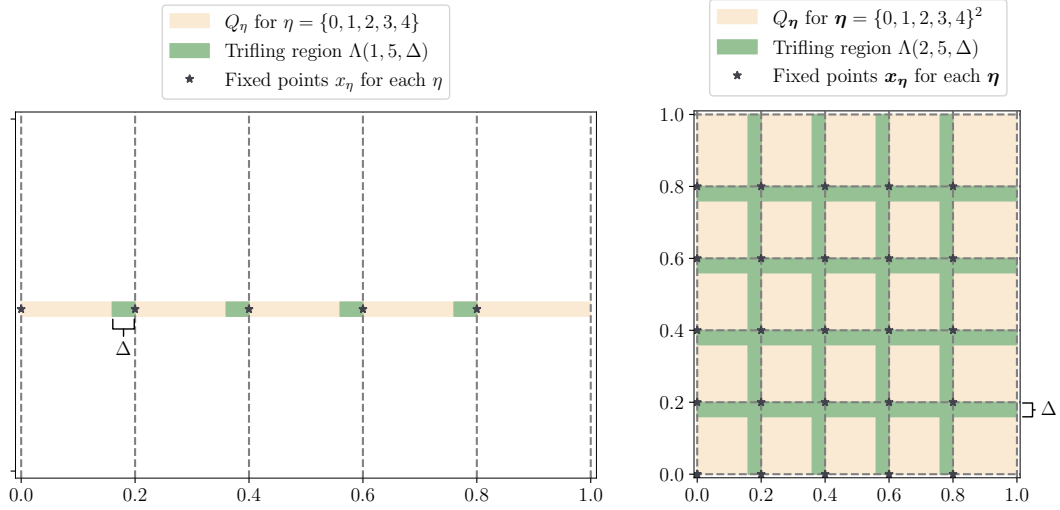 Q_η for η = {0, 1, 2, 3, 4}
Trifling region Λ(1, 5, Δ)
Fixed points x_η for each η
Δ
0.0 0.2 0.4 0.6 0.8 1.0
Q_η for η = {0, 1, 2, 3, 4}²
Trifling region Λ(2, 5, Δ)
Fixed points x_η for each η
1.0
0.8
0.6
0.4
0.2
Δ
0.0
0.0 0.2 0.4 0.6 0.8 1.0